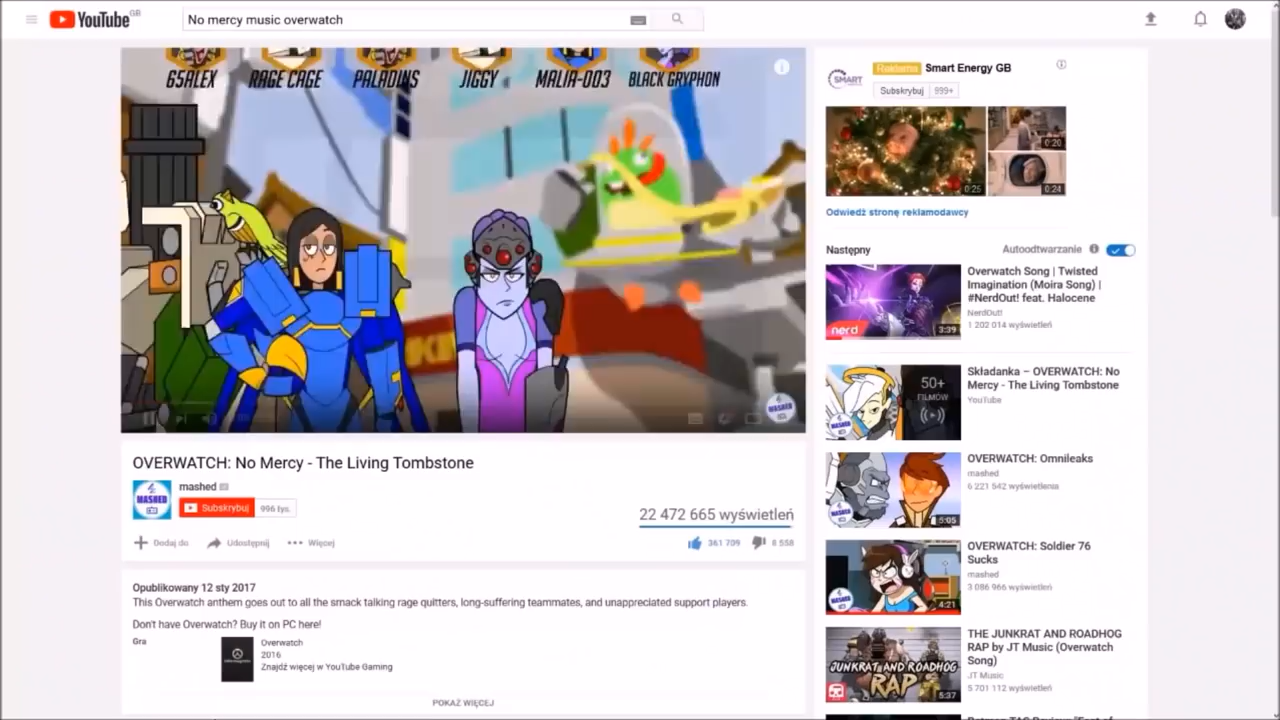 YouTube GB
No mercy music overwatch
65ALEX RAGE CAGE PALADINS JIGGY MALIA-003 BLACK GRYPHON
MASHED
OVERWATCH: No Mercy - The Living Tombstone
MASHED
mashed
Subskrybuj 996 tys.
22 472 665 wyświetleń
Dodaj do Udostępnij Więcej
361 709 8 558
Opublikowany 12 sty 2017
This Overwatch anthem goes out to all the smack talking rage quitters, long-suffering teammates, and unappreciated support players.
Don't have Overwatch? Buy it on PC here!
Gra
Overwatch
2016
Znajdź więcej w YouTube Gaming
POKAŻ WIĘCEJ
SMART
Reklama Smart Energy GB
Subskrybuj 999+
0:25
0:20
0:24
Odwiedź stronę reklamodawcy
Następny Autoodtwarzanie
nerd 3:39
Overwatch Song | Twisted
Imagination (Moira Song) |
#NerdOut! feat. Halocene
NerdOut!
1 202 014 wyświetleń
MASHED
50+
FILMÓW
Składanka – OVERWATCH: No
Mercy - The Living Tombstone
YouTube
MASHED
5:05
OVERWATCH: Omnileaks
mashed
6 221 542 wyświetlenia
MASHED
4:21
OVERWATCH: Soldier 76
Sucks
mashed
3 086 966 wyświetleń
JUNKRAT AND ROADHOG
RAP
5:37
THE JUNKRAT AND ROADHOG
RAP by JT Music (Overwatch
Song)
JT Music
5 701 112 wyświetleń